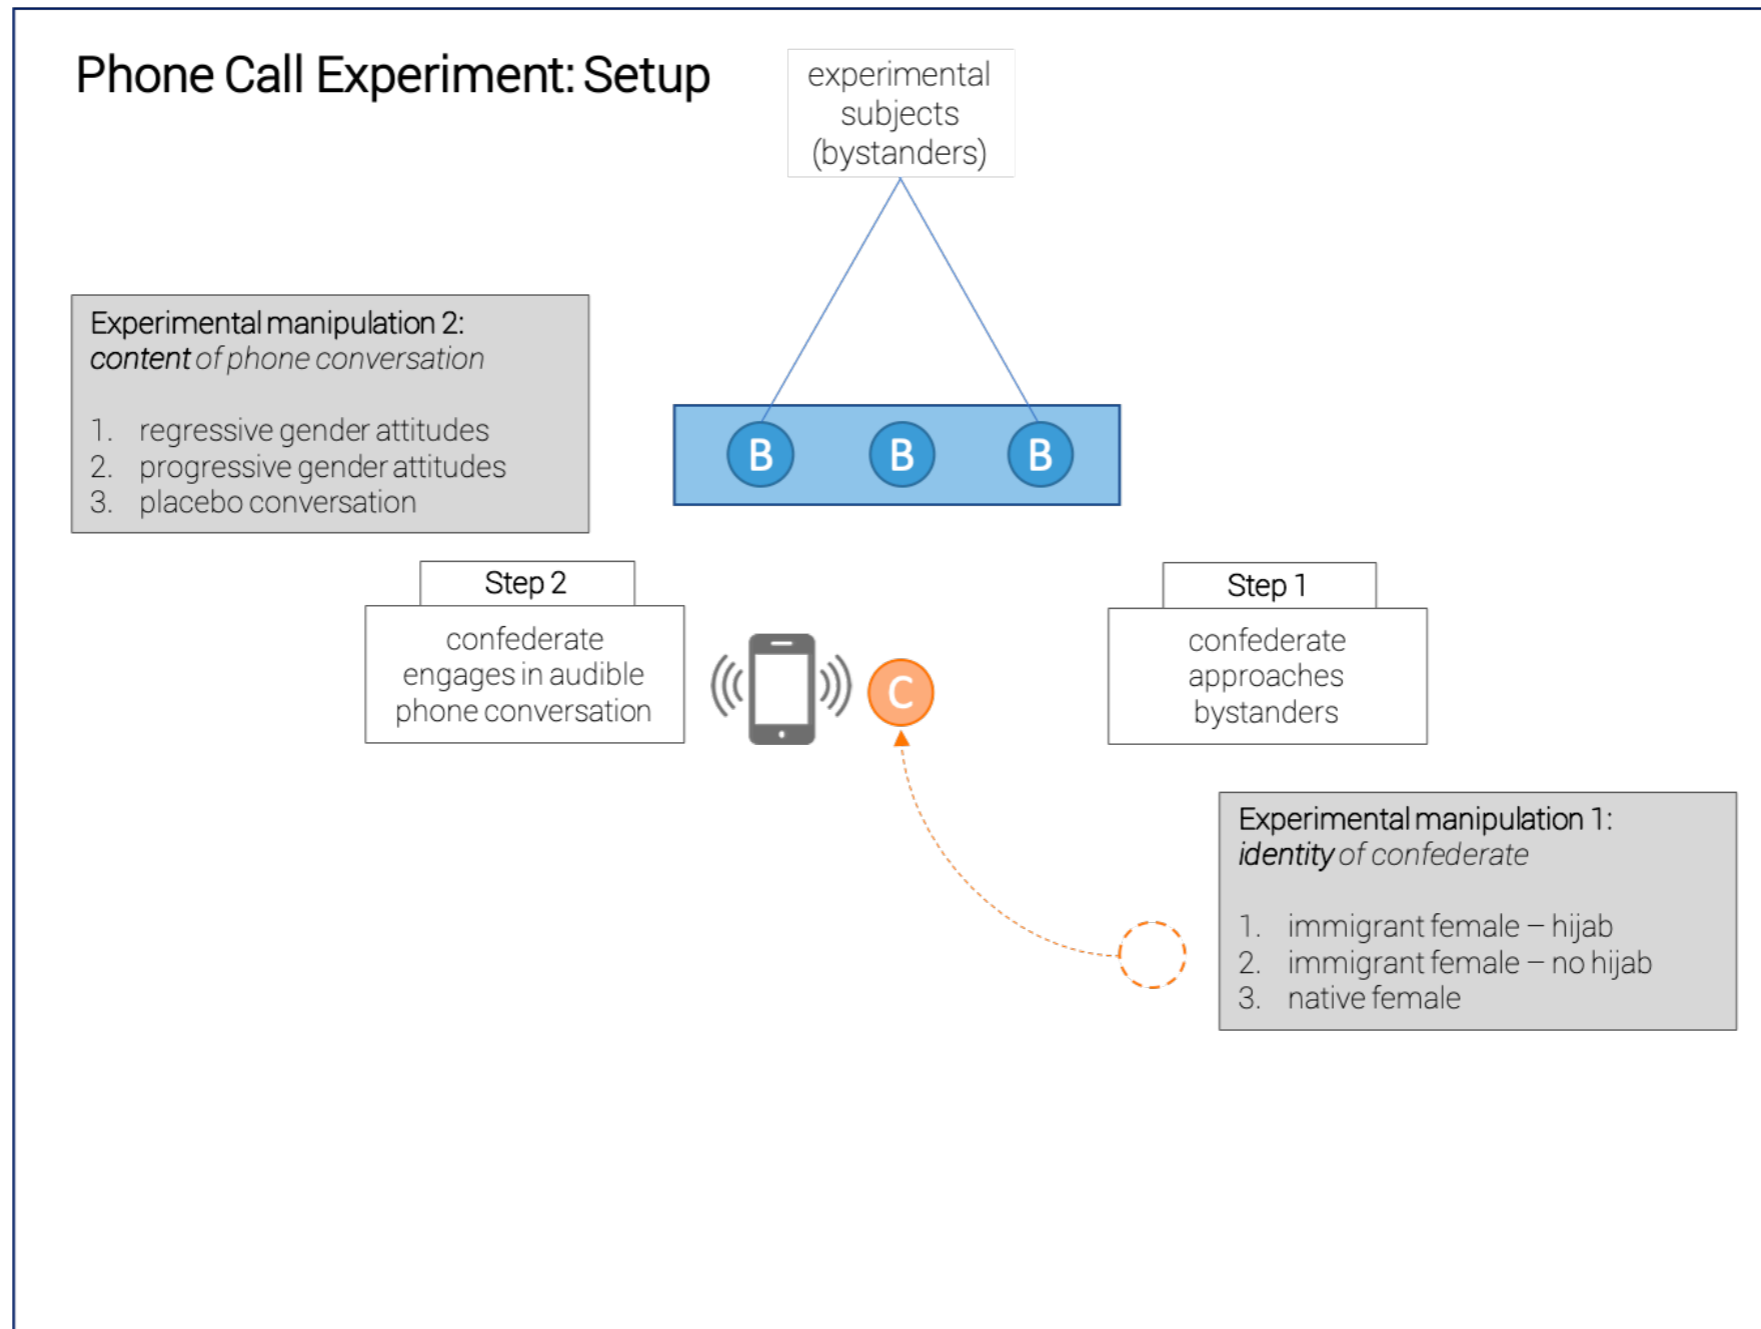 Phone Call Experiment: Setup
experimental
subjects
(bystanders)
Experimental manipulation 2:
content of phone conversation
1. regressive gender attitudes
2. progressive gender attitudes
3. placebo conversation
B B B
Step 2
confederate
engages in audible
phone conversation
C
Step 1
confederate
approaches
bystanders
Experimental manipulation 1:
identity of confederate
1. immigrant female – hijab
2. immigrant female – no hijab
3. native female